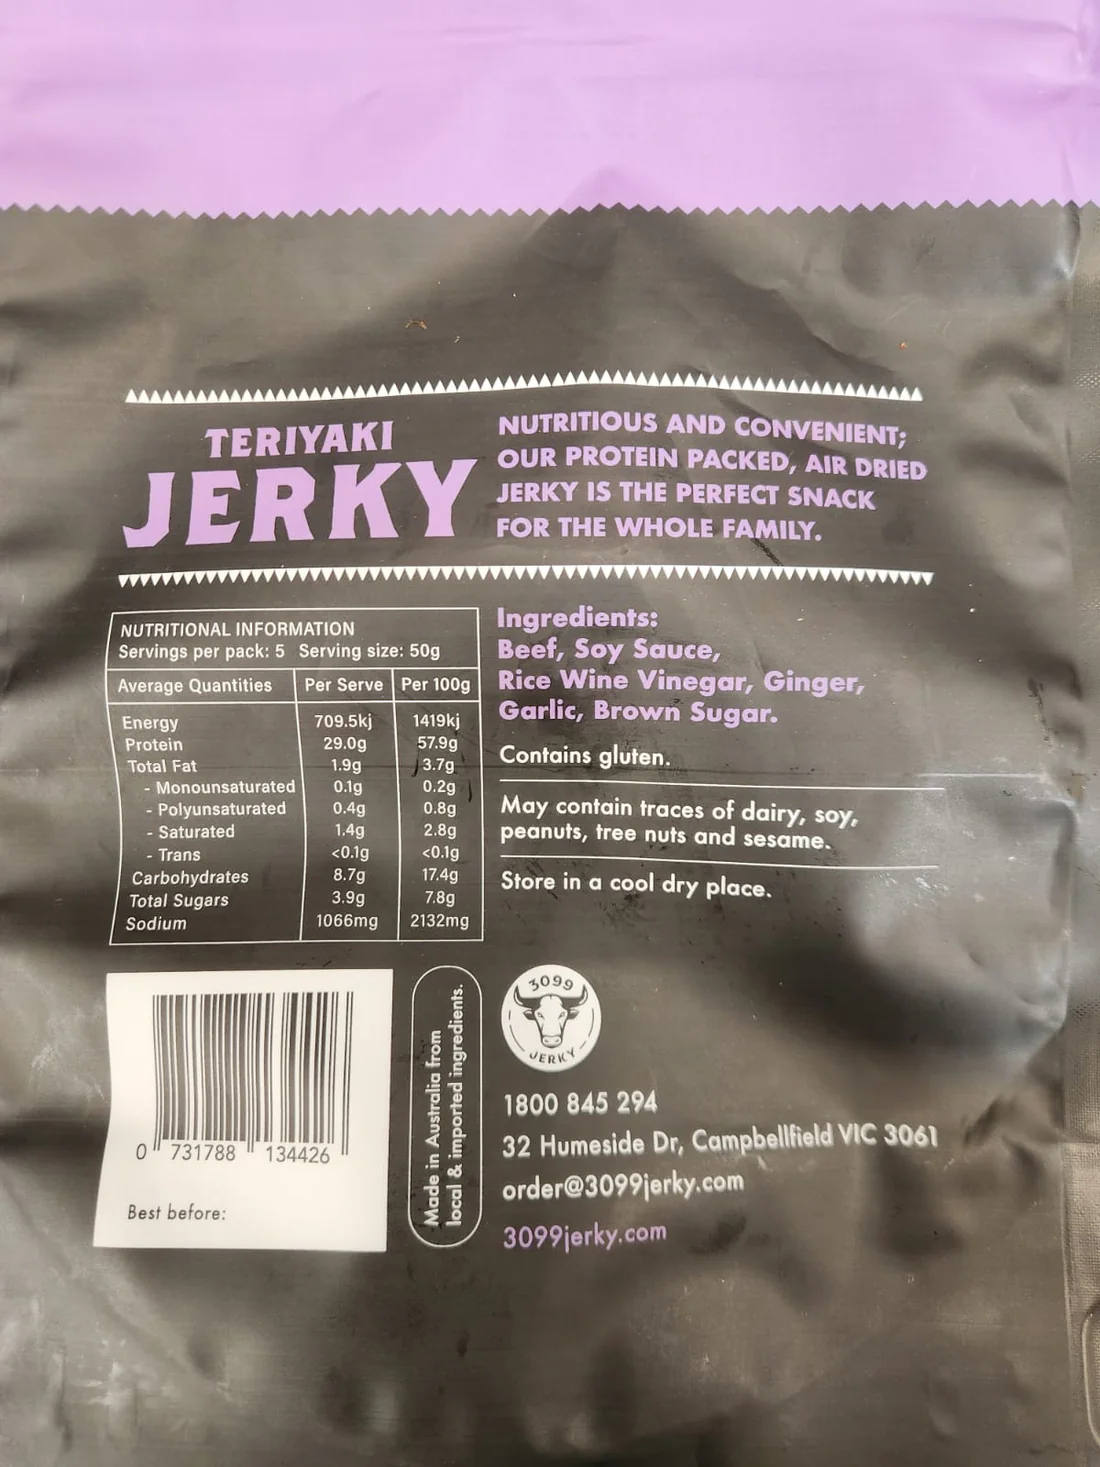 TERIYAKI
JERKY
NUTRITIOUS AND CONVENIENT;
OUR PROTEIN PACKED, AIR DRIED
JERKY IS THE PERFECT SNACK
FOR THE WHOLE FAMILY.
NUTRITIONAL INFORMATION
Servings per pack: 5 Serving size: 50g
Average Quantities Per Serve Per 100g
Energy 709.5kj 1419kj
Protein 29.0g 57.9g
Total Fat 1.9g 3.7g
- Monounsaturated 0.1g 0.2g
- Polyunsaturated 0.4g 0.8g
- Saturated 1.4g 2.8g
- Trans <0.1g <0.1g
Carbohydrates 8.7g 17.4g
Total Sugars 3.9g 7.8g
Sodium 1066mg 2132mg
Ingredients:
Beef, Soy Sauce,
Rice Wine Vinegar, Ginger,
Garlic, Brown Sugar.
Contains gluten.
May contain traces of dairy, soy,
peanuts, tree nuts and sesame.
Store in a cool dry place.
0 731788 134426
Best before:
Made in Australia from
local & imported ingredients.
3099
JERKY
1800 845 294
32 Humeside Dr, Campbellfield VIC 3061
order@3099jerky.com
3099jerky.com